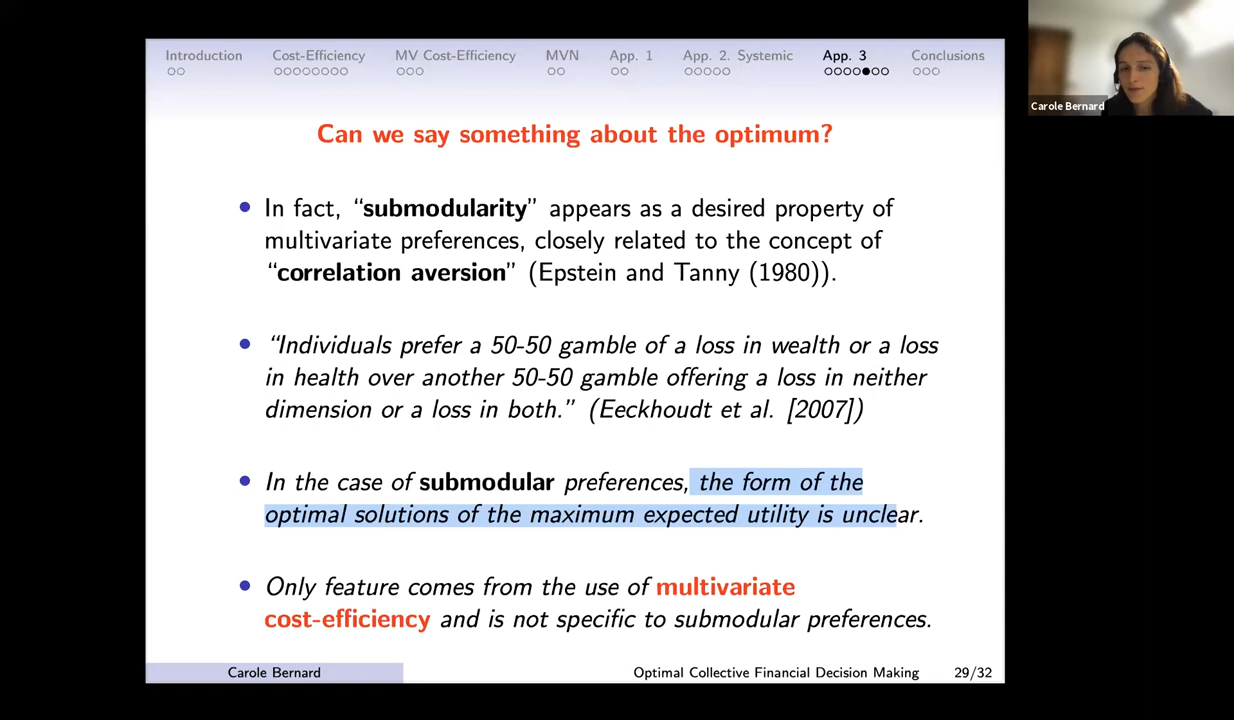 Introduction Cost-Efficiency MV Cost-Efficiency MVN App. 1 App. 2. Systemic App. 3 Conclusions
Carole Bernard
Can we say something about the optimum?
• In fact, “submodularity” appears as a desired property of
multivariate preferences, closely related to the concept of
“correlation aversion” (Epstein and Tanny (1980)).
• “Individuals prefer a 50-50 gamble of a loss in wealth or a loss
in health over another 50-50 gamble offering a loss in neither
dimension or a loss in both.” (Eeckhoudt et al. [2007])
• In the case of submodular preferences, the form of the
optimal solutions of the maximum expected utility is unclear.
• Only feature comes from the use of multivariate
cost-efficiency and is not specific to submodular preferences.
Carole Bernard Optimal Collective Financial Decision Making 29/32